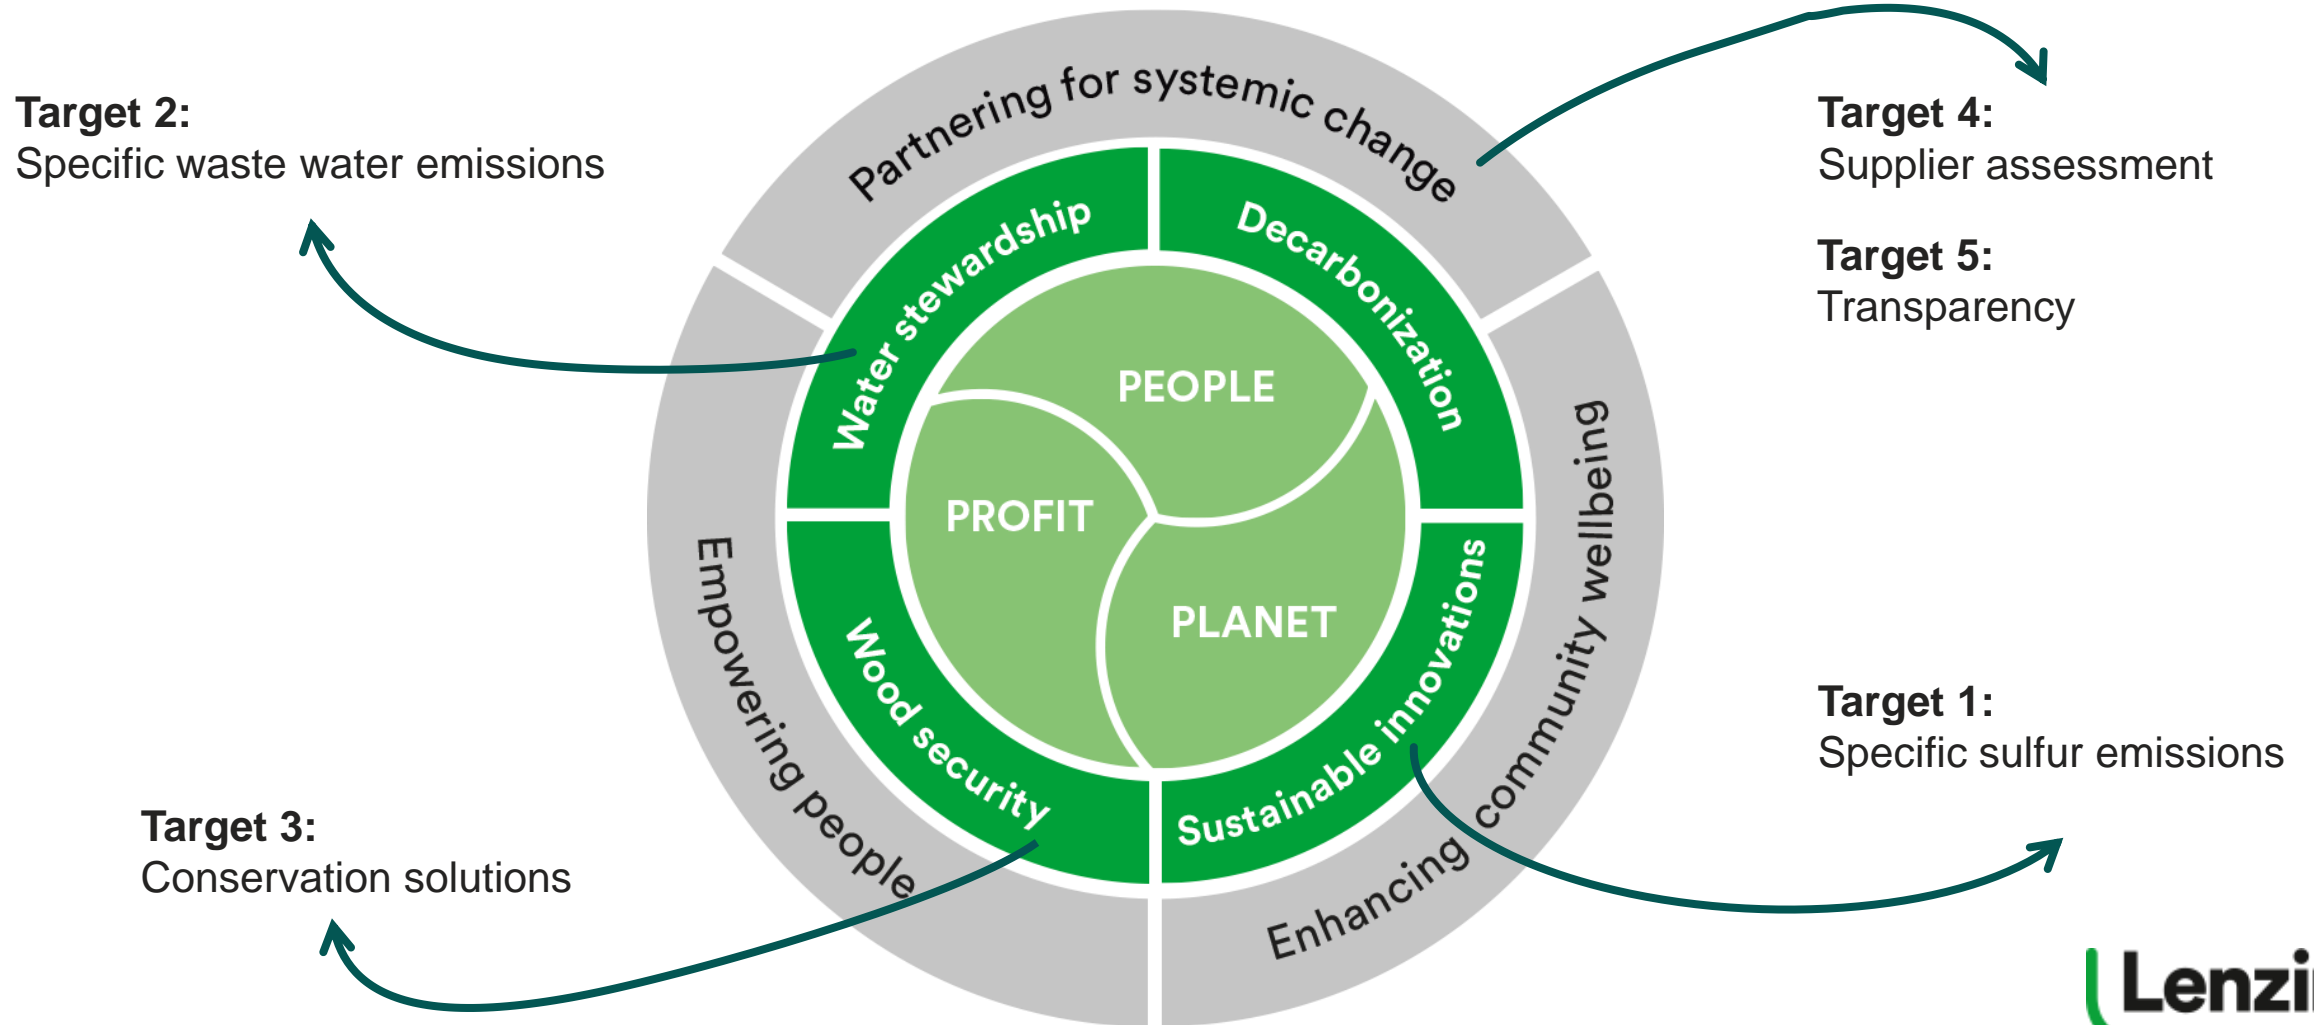 Partnering for systemic change
Target 2:
Specific waste water emissions
Target 4:
Supplier assessment
Target 5:
Transparency
Water stewardship
Decarbonization
PEOPLE
PROFIT
PLANET
Empowering people
Enhancing community wellbeing
Wood security
Sustainable innovations
Target 1:
Specific sulfur emissions
Target 3:
Conservation solutions
Lenzi